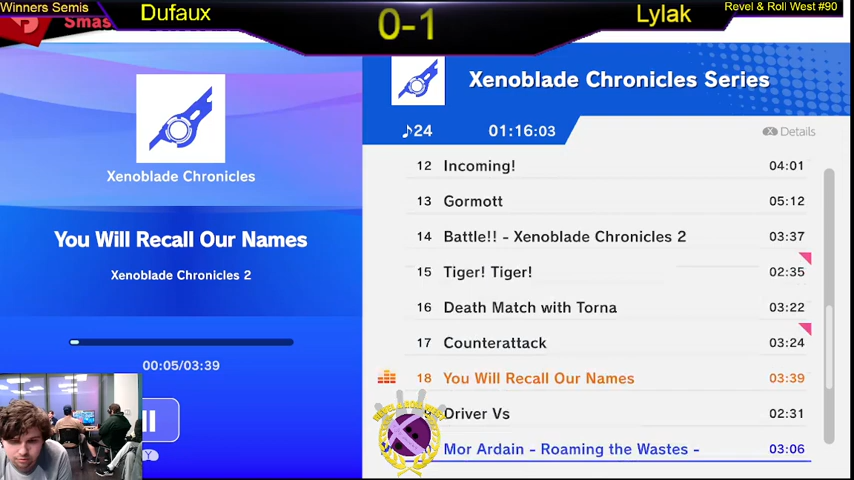 Winners Semis
Dufaux
0-1
Lylak
Revel & Roll West #90
Smas
Xenoblade Chronicles
You Will Recall Our Names
Xenoblade Chronicles 2
00:05/03:39
Y
Xenoblade Chronicles Series
♪24 01:16:03
X Details
12 Incoming! 04:01
13 Gormott 05:12
14 Battle!! - Xenoblade Chronicles 2 03:37
15 Tiger! Tiger! 02:35
16 Death Match with Torna 03:22
17 Counterattack 03:24
18 You Will Recall Our Names 03:39
Driver Vs 02:31
Mor Ardain - Roaming the Wastes - 03:06
REVEL & ROLL WEST